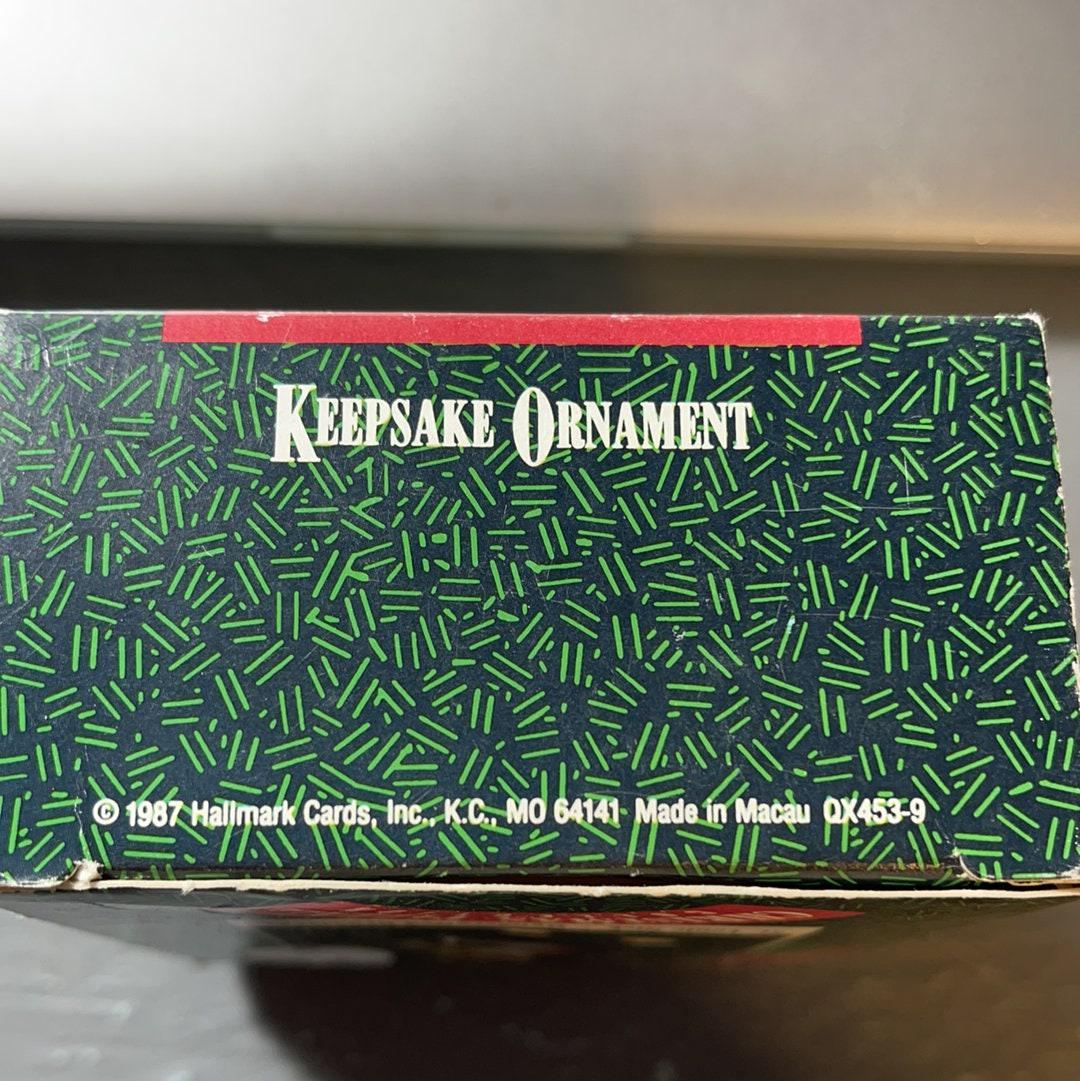 KEEPSAKE ORNAMENT
© 1987 Hallmark Cards, Inc., K.C., MO 64141 Made in Macau QX453-9